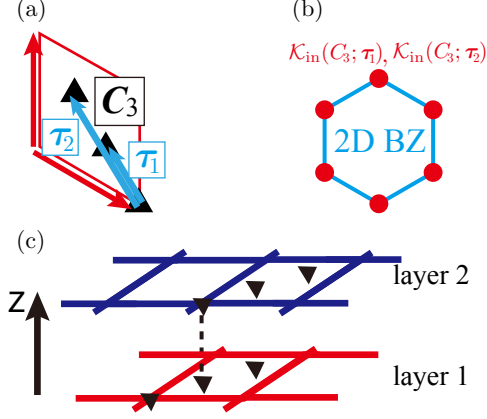 (a)
C₃
τ₂
τ₁
(b)
𝒦in(C₃; τ₁), 𝒦in(C₃; τ₂)
2D BZ
(c)
Z
layer 2
layer 1